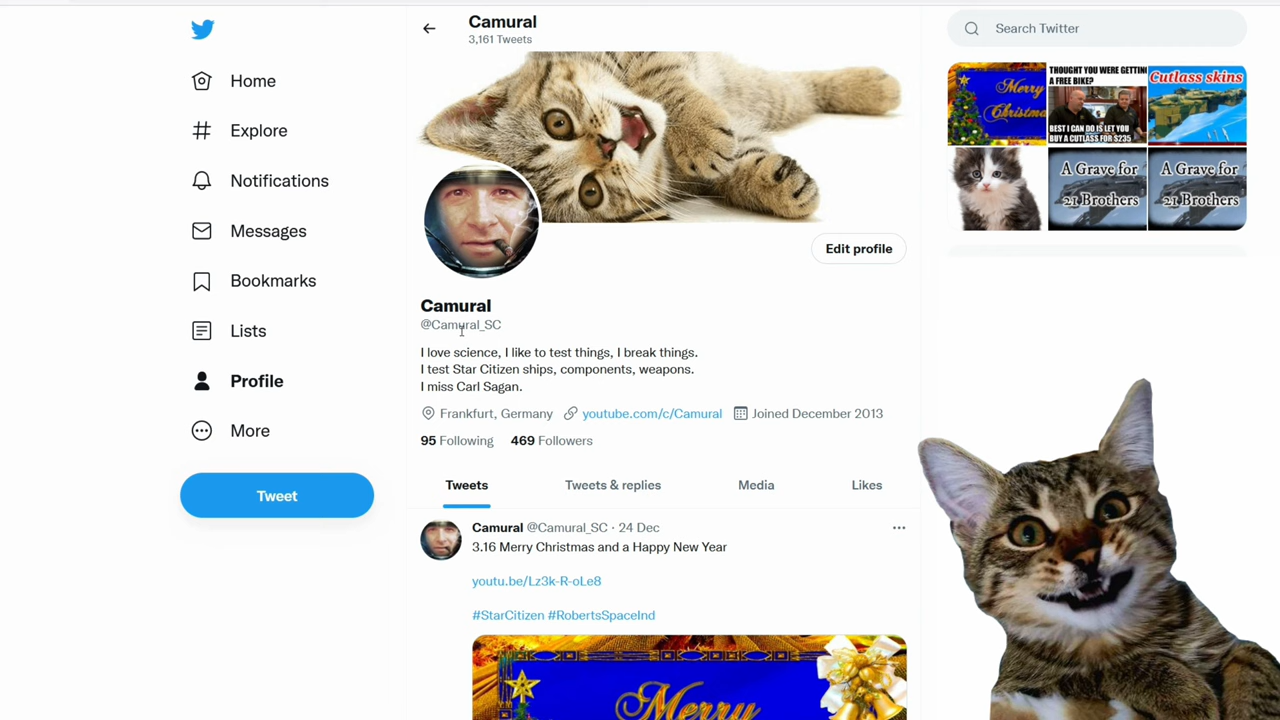 Camural
3,161 Tweets
Search Twitter
Home
Explore
Notifications
Messages
Bookmarks
Lists
Profile
More
Tweet
Merry
Christmas
THOUGHT YOU WERE GETTING
A FREE BIKE?
BEST I CAN DO IS LET YOU
BUY A CUTLASS FOR $235
Cutlass skins
A Grave for
21 Brothers
A Grave for
21 Brothers
Edit profile
Camural
@Camural_SC
I love science, I like to test things, I break things.
I test Star Citizen ships, components, weapons.
I miss Carl Sagan.
Frankfurt, Germany youtube.com/c/Camural Joined December 2013
95 Following 469 Followers
Tweets Tweets & replies Media Likes
Camural @Camural_SC · 24 Dec
3.16 Merry Christmas and a Happy New Year
youtu.be/Lz3k-R-oLe8
#StarCitizen #RobertsSpaceInd
Merry